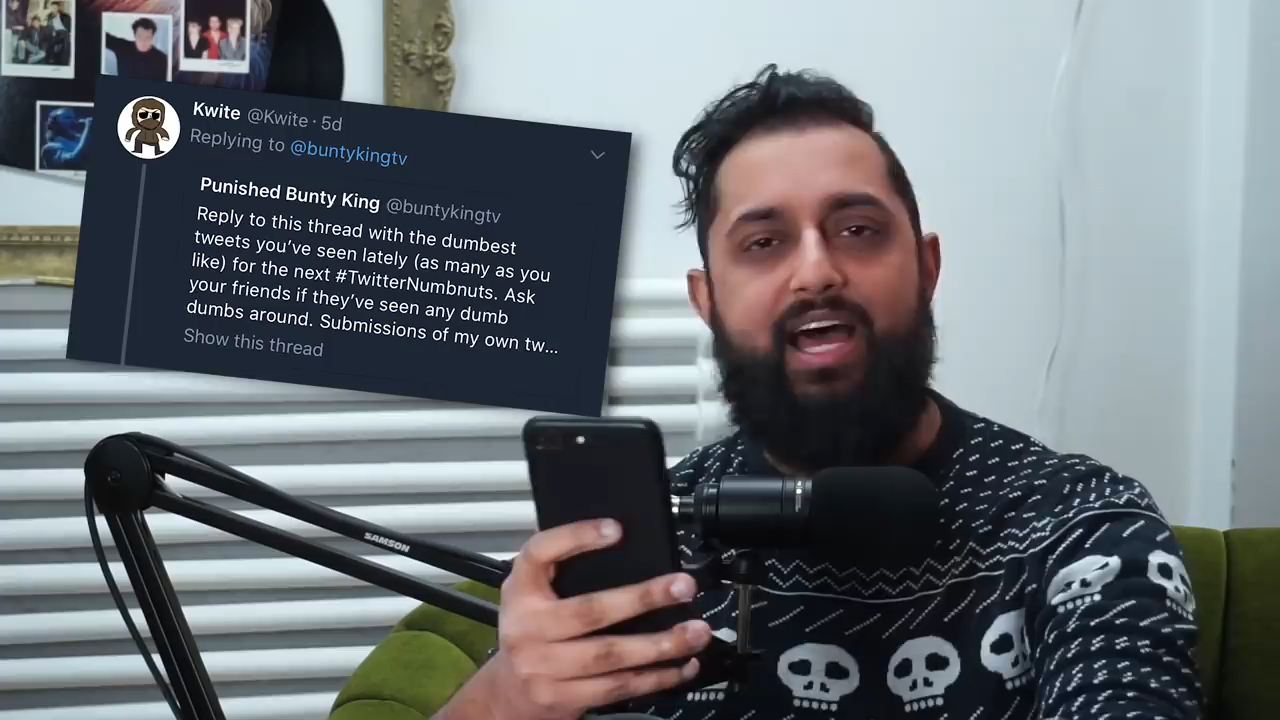 Kwite @Kwite · 5d
Replying to @buntykingtv
Punished Bunty King @buntykingtv
Reply to this thread with the dumbest
tweets you've seen lately (as many as you
like) for the next #TwitterNumbnuts. Ask
your friends if they've seen any dumb
dumbs around. Submissions of my own tw...
Show this thread
SAMSON